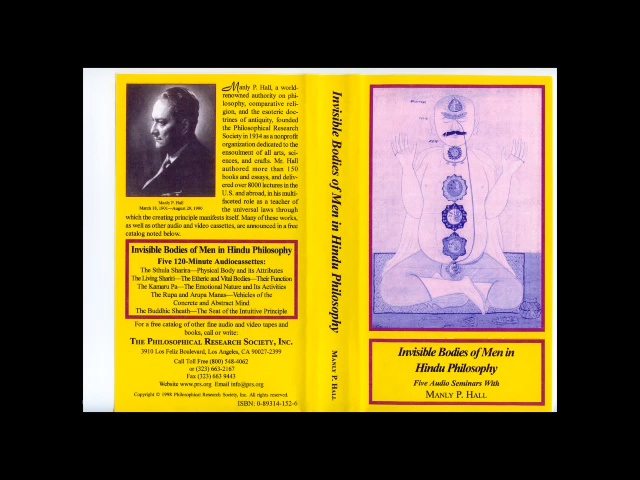 Manly P. Hall, a world-
renowned authority on phi-
losophy, comparative reli-
gion, and the esoteric doc-
trines of antiquity, founded
the Philosophical Research
Society in 1934 as a nonprofit
organization dedicated to the
ensoulment of all arts, sci-
ences, and crafts. Mr. Hall
authored more than 150
books and essays, and deliv-
ered over 8000 lectures in the
U.S. and abroad, in his multi-
faceted role as a teacher of
the universal laws through
which the creating principle manifests itself. Many of these works,
as well as other audio and video cassettes, are announced in a free
catalog noted below.
Manly P. Hall
March 18, 1901—August 29, 1990
Invisible Bodies of Men in Hindu Philosophy
Five 120-Minute Audiocassettes:
The Sthula Sharira—Physical Body and its Attributes
The Living Shariri—The Etheric and Vital Bodies—Their Function
The Kamaru Pa—The Emotional Nature and Its Activities
The Rupa and Arupa Manas—Vehicles of the
Concrete and Abstract Mind
The Buddhic Sheath—The Seat of the Intuitive Principle
For a free catalog of other fine audio and video tapes and
books, call or write:
THE PHILOSOPHICAL RESEARCH SOCIETY, INC.
3910 Los Feliz Boulevard, Los Angeles, CA 90027-2399
Call Toll Free (800) 548-4062
or (323) 663-2167
Fax (323) 663 9443
Website www.prs.org Email info@prs.org
Copyright © 1998 Philosophical Research Society, Inc. All rights reserved.
ISBN: 0-89314-152-6
Invisible Bodies of Men in Hindu Philosophy
MANLY P. HALL
Invisible Bodies of Men in
Hindu Philosophy
Five Audio Seminars With
MANLY P. HALL